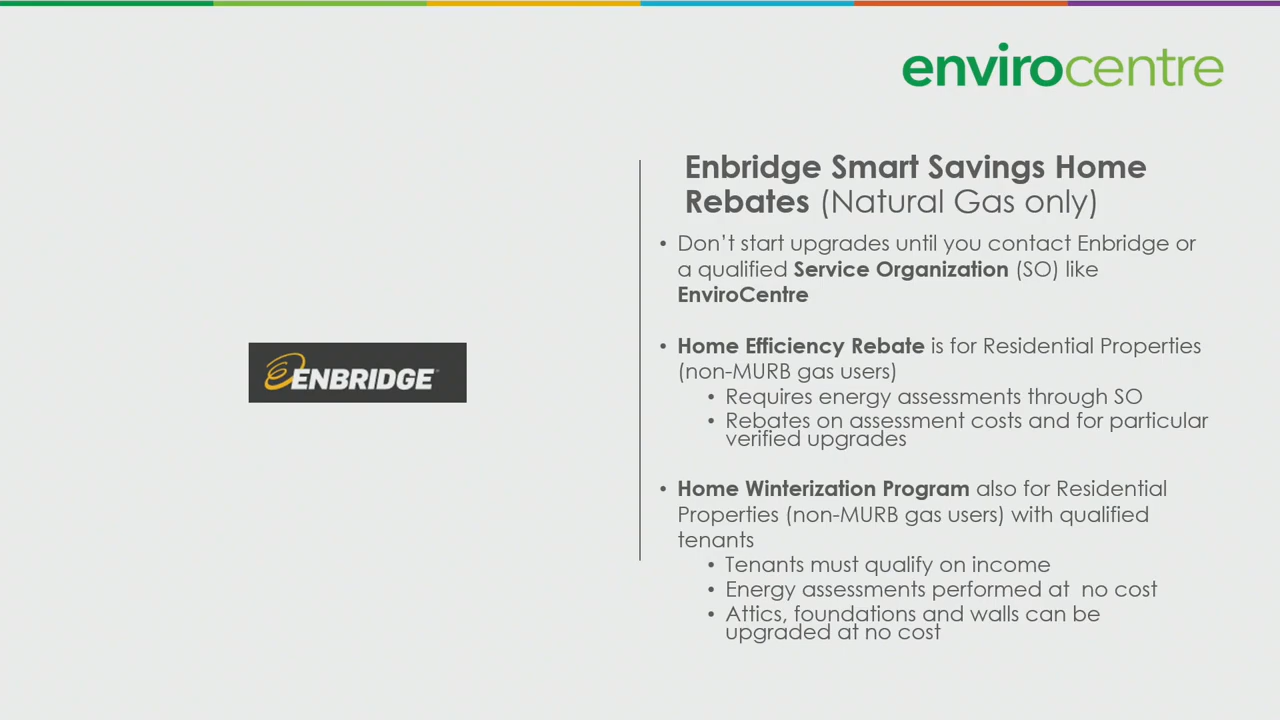 envirocentre
Enbridge Smart Savings Home
Rebates (Natural Gas only)
• Don’t start upgrades until you contact Enbridge or
a qualified Service Organization (SO) like
EnviroCentre
• Home Efficiency Rebate is for Residential Properties
(non-MURB gas users)
• Requires energy assessments through SO
• Rebates on assessment costs and for particular
verified upgrades
• Home Winterization Program also for Residential
Properties (non-MURB gas users) with qualified
tenants
• Tenants must qualify on income
• Energy assessments performed at  no cost
• Attics, foundations and walls can be
upgraded at no cost
ENBRIDGE